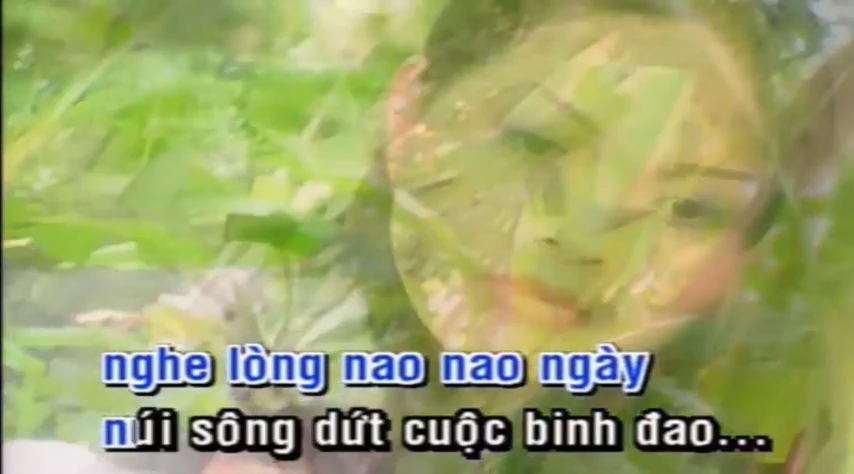 nghe lòng nao nao ngày
núi sông dứt cuộc binh đao...